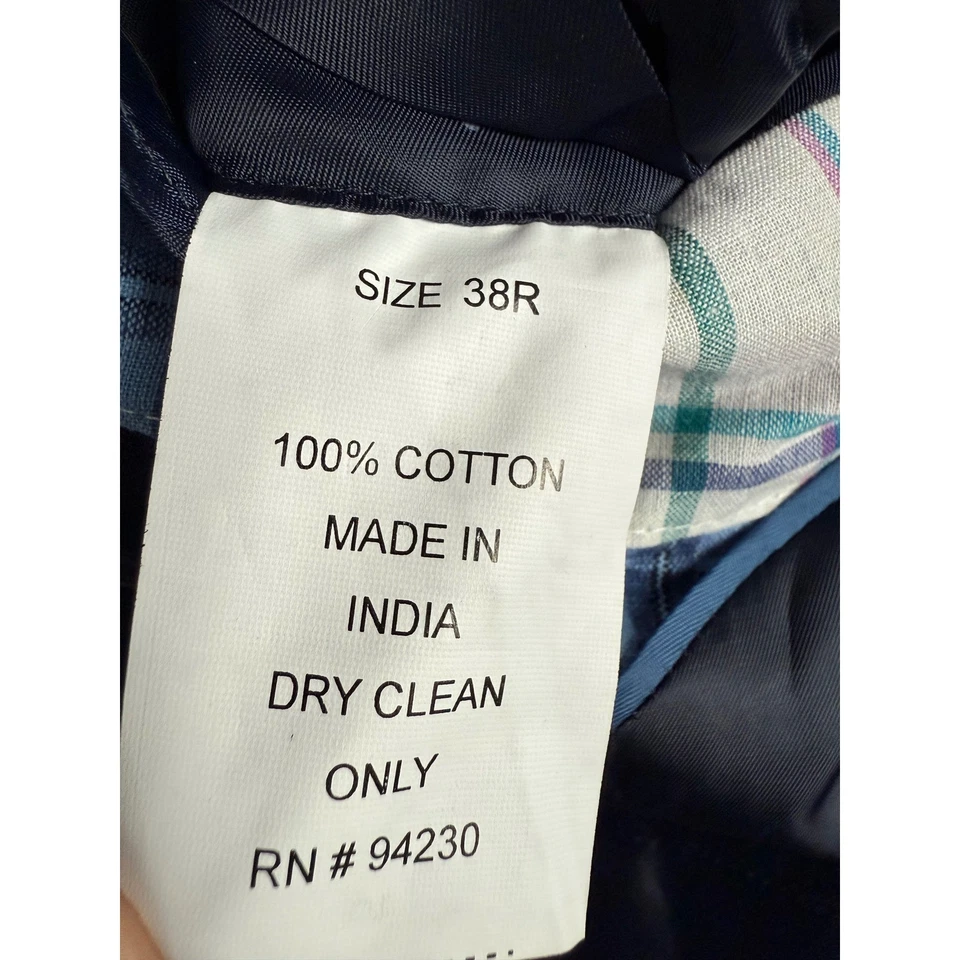 SIZE 38R
100% COTTON
MADE IN
INDIA
DRY CLEAN
ONLY
RN # 94230